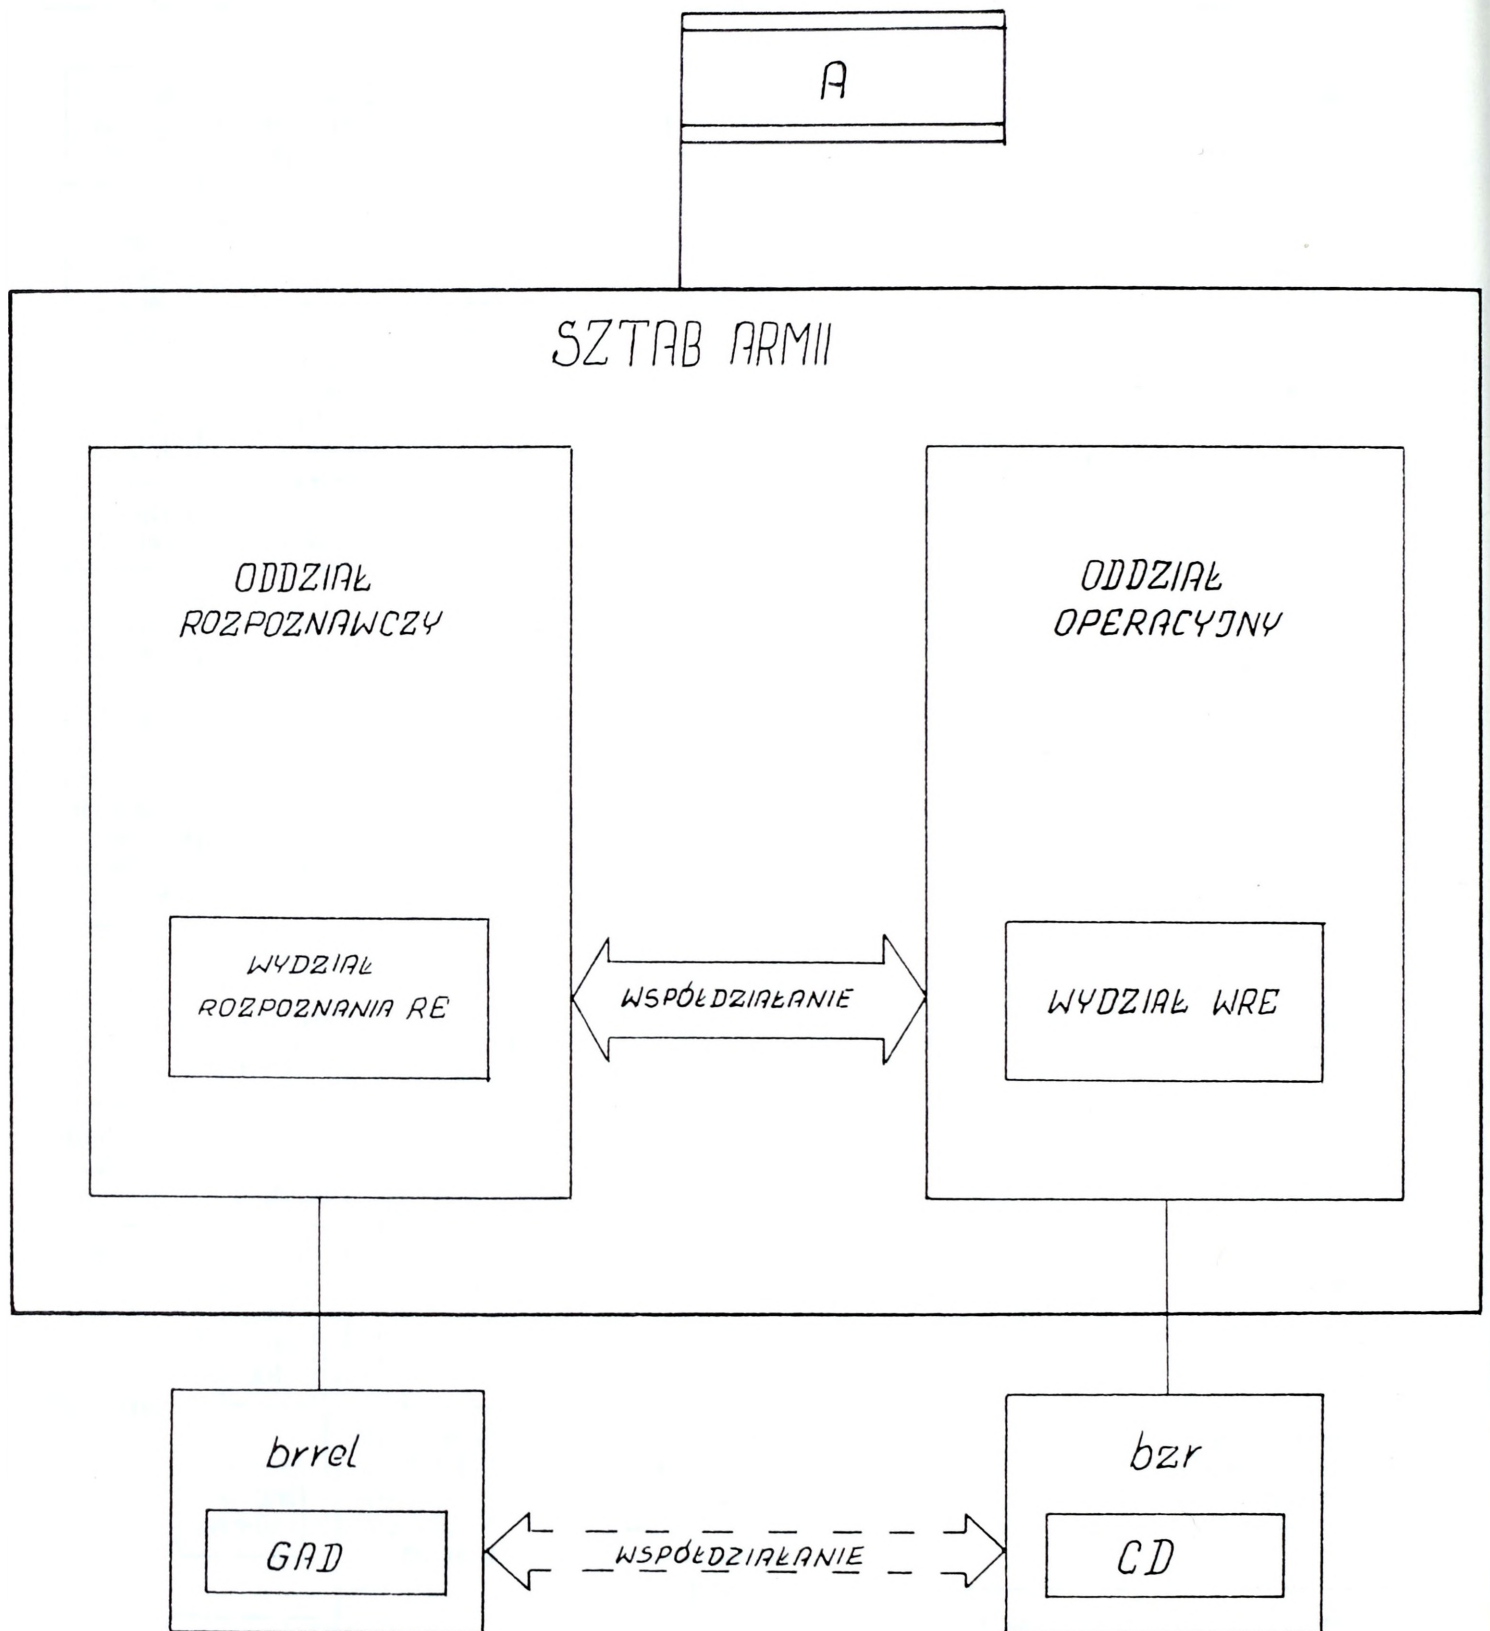 A
SZTAB ARMII
ODDZIAŁ
ROZPOZNAWCZY
ODDZIAŁ
OPERACYJNY
WYDZIAŁ
ROZPOZNANIA RE
WSPÓŁDZIAŁANIE
WYDZIAŁ WRE
brrel
bzr
GAD
WSPÓŁDZIAŁANIE
CD